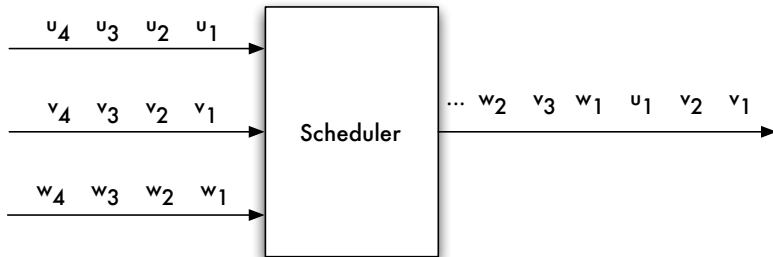 u4 u3 u2 u1
v4 v3 v2 v1
w4 w3 w2 w1
Scheduler
... w2 v3 w1 u1 v2 v1